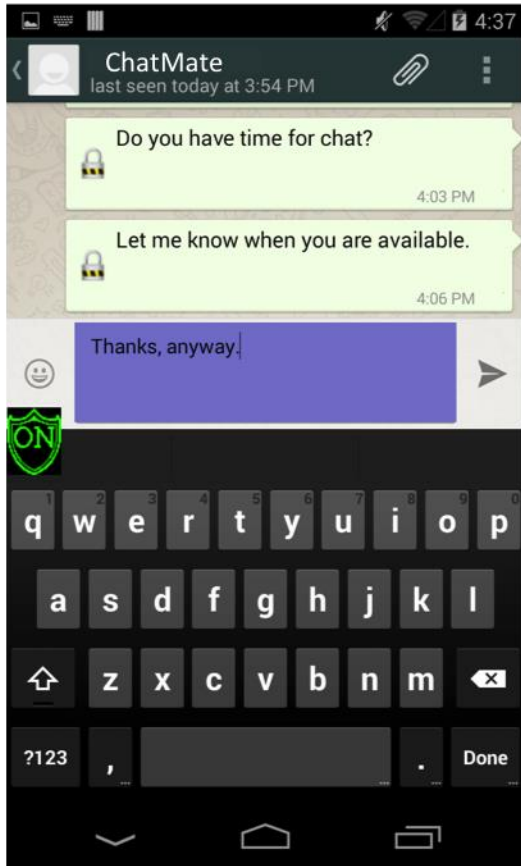 4:37
ChatMate
last seen today at 3:54 PM
Do you have time for chat?
4:03 PM
Let me know when you are available.
4:06 PM
Thanks, anyway.
ON
1 2 3 4 5 6 7 8 9 0
q w e r t y u i o p
a s d f g h j k l
z x c v b n m
?123 , . Done